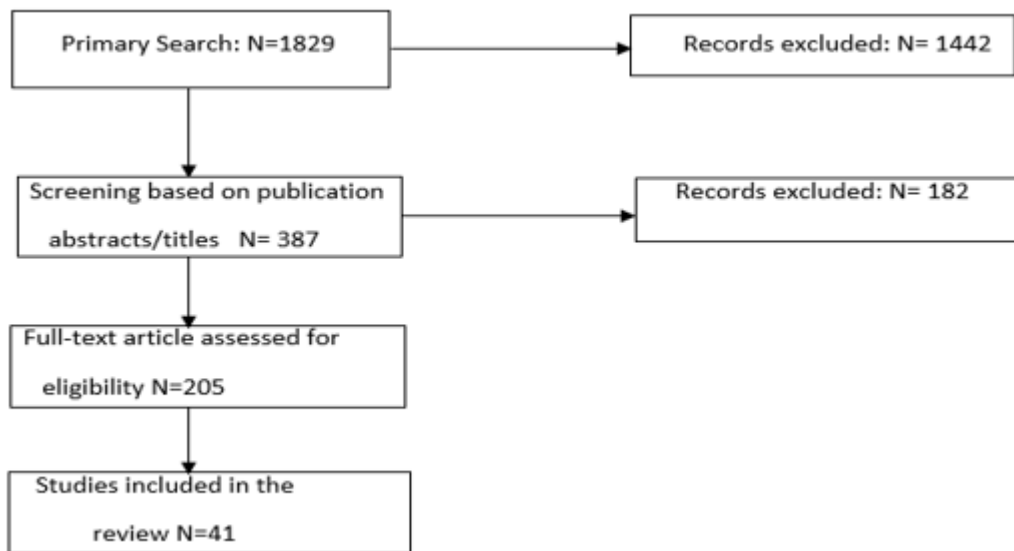 Primary Search: N=1829
Records excluded: N= 1442
Screening based on publication
abstracts/titles N= 387
Records excluded: N= 182
Full-text article assessed for
eligibility N=205
Studies included in the
review N=41